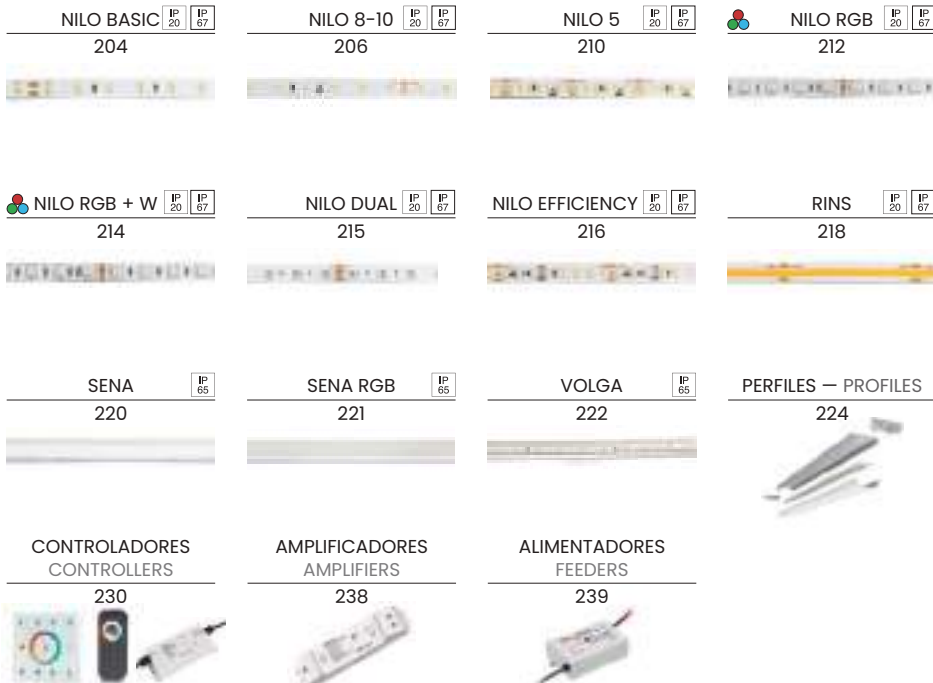 NILO BASIC IP 20 IP 67
204
NILO 8-10 IP 20 IP 67
206
NILO 5 IP 20 IP 67
210
NILO RGB IP 20 IP 67
212
NILO RGB + W IP 20 IP 67
214
NILO DUAL IP 20 IP 67
215
NILO EFFICIENCY IP 20 IP 67
216
RINS IP 20 IP 67
218
SENA IP 65
220
SENA RGB IP 65
221
VOLGA IP 65
222
PERFILES — PROFILES
224
CONTROLADORES
CONTROLLERS
230
AMPLIFICADORES
AMPLIFIERS
238
ALIMENTADORES
FEEDERS
239